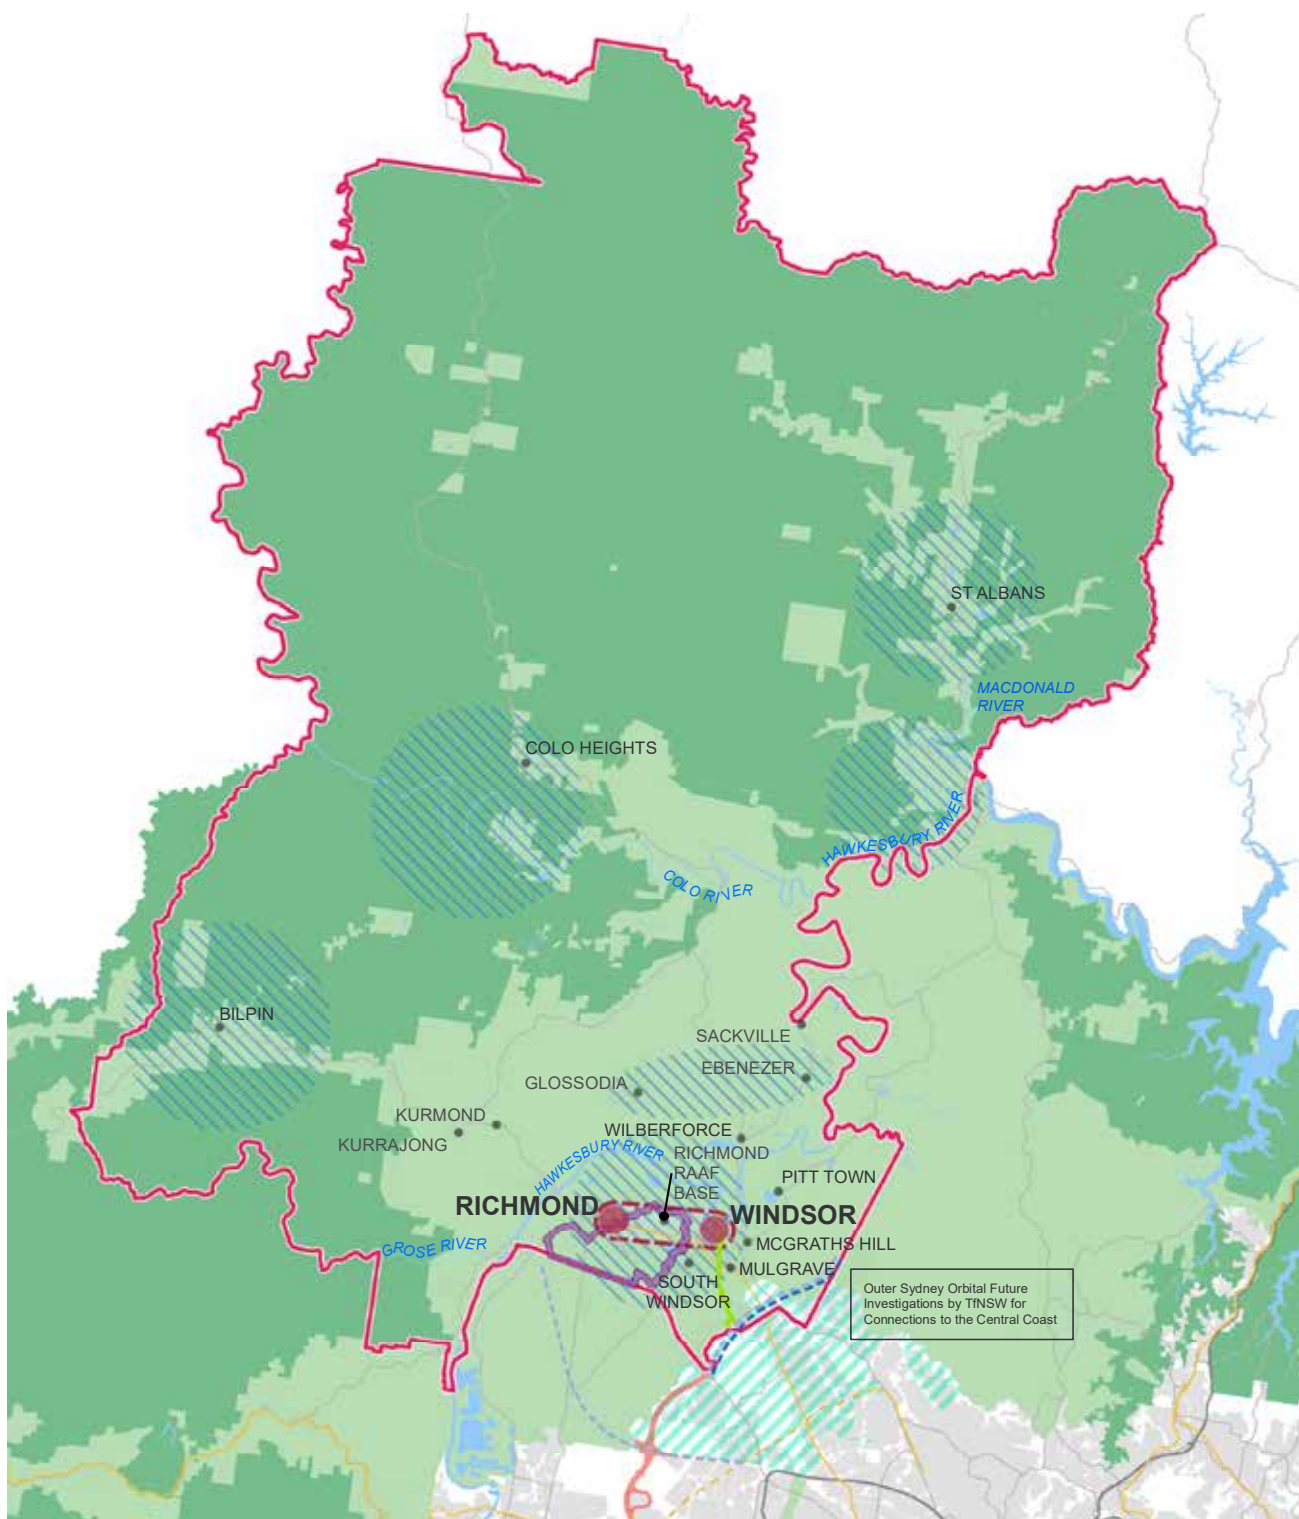 ST ALBANS
MACDONALD
RIVER
COLO HEIGHTS
HAWKESBURY RIVER
COLO RIVER
BILPIN
SACKVILLE
EBENEZER
GLOSSODIA
KURMOND
KURRAJONG
WILBERFORCE
HAWKESBURY RIVER
RICHMOND
RAAF
BASE
PITT TOWN
RICHMOND
WINDSOR
GROSE RIVER
MCGRATHS HILL
MULGRAVE
SOUTH
WINDSOR
Outer Sydney Orbital Future
Investigations by TfNSW for
Connections to the Central Coast